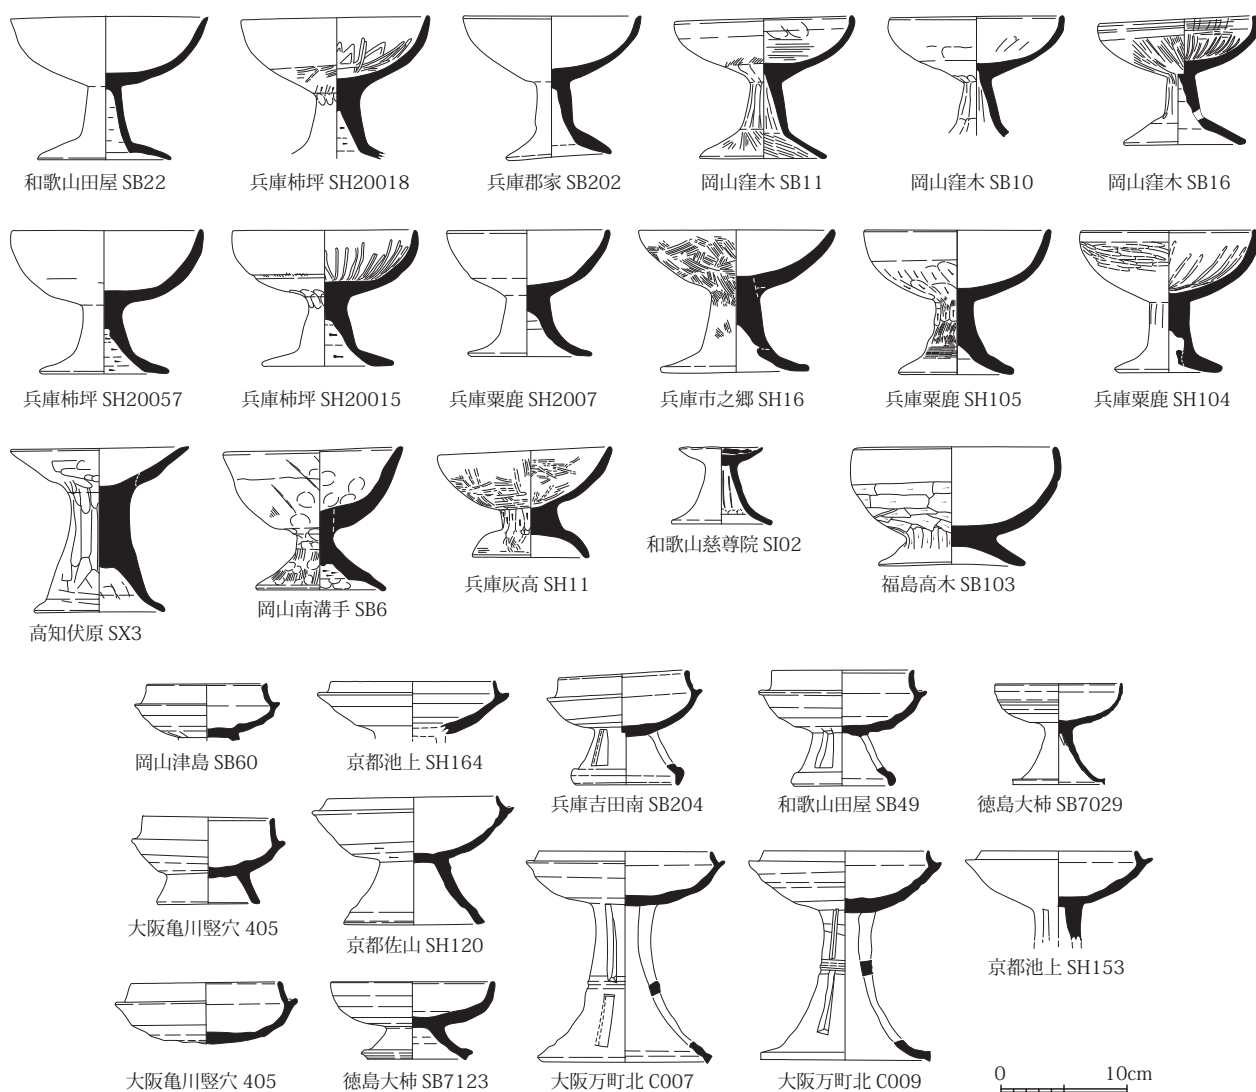 和歌山田屋 SB22
兵庫柿坪 SH20018
兵庫郡家 SB202
岡山窪木 SB11
岡山窪木 SB10
岡山窪木 SB16
兵庫柿坪 SH20057
兵庫柿坪 SH20015
兵庫粟鹿 SH2007
兵庫市之郷 SH16
兵庫粟鹿 SH105
兵庫粟鹿 SH104
高知伏原 SX3
岡山南溝手 SB6
兵庫灰高 SH11
和歌山慈尊院 SI02
福島高木 SB103
岡山津島 SB60
京都池上 SH164
兵庫吉田南 SB204
和歌山田屋 SB49
徳島大柿 SB7029
大阪亀川竪穴 405
京都佐山 SH120
京都池上 SH153
大阪亀川竪穴 405
徳島大柿 SB7123
大阪万町北 C007
大阪万町北 C009
0 10cm